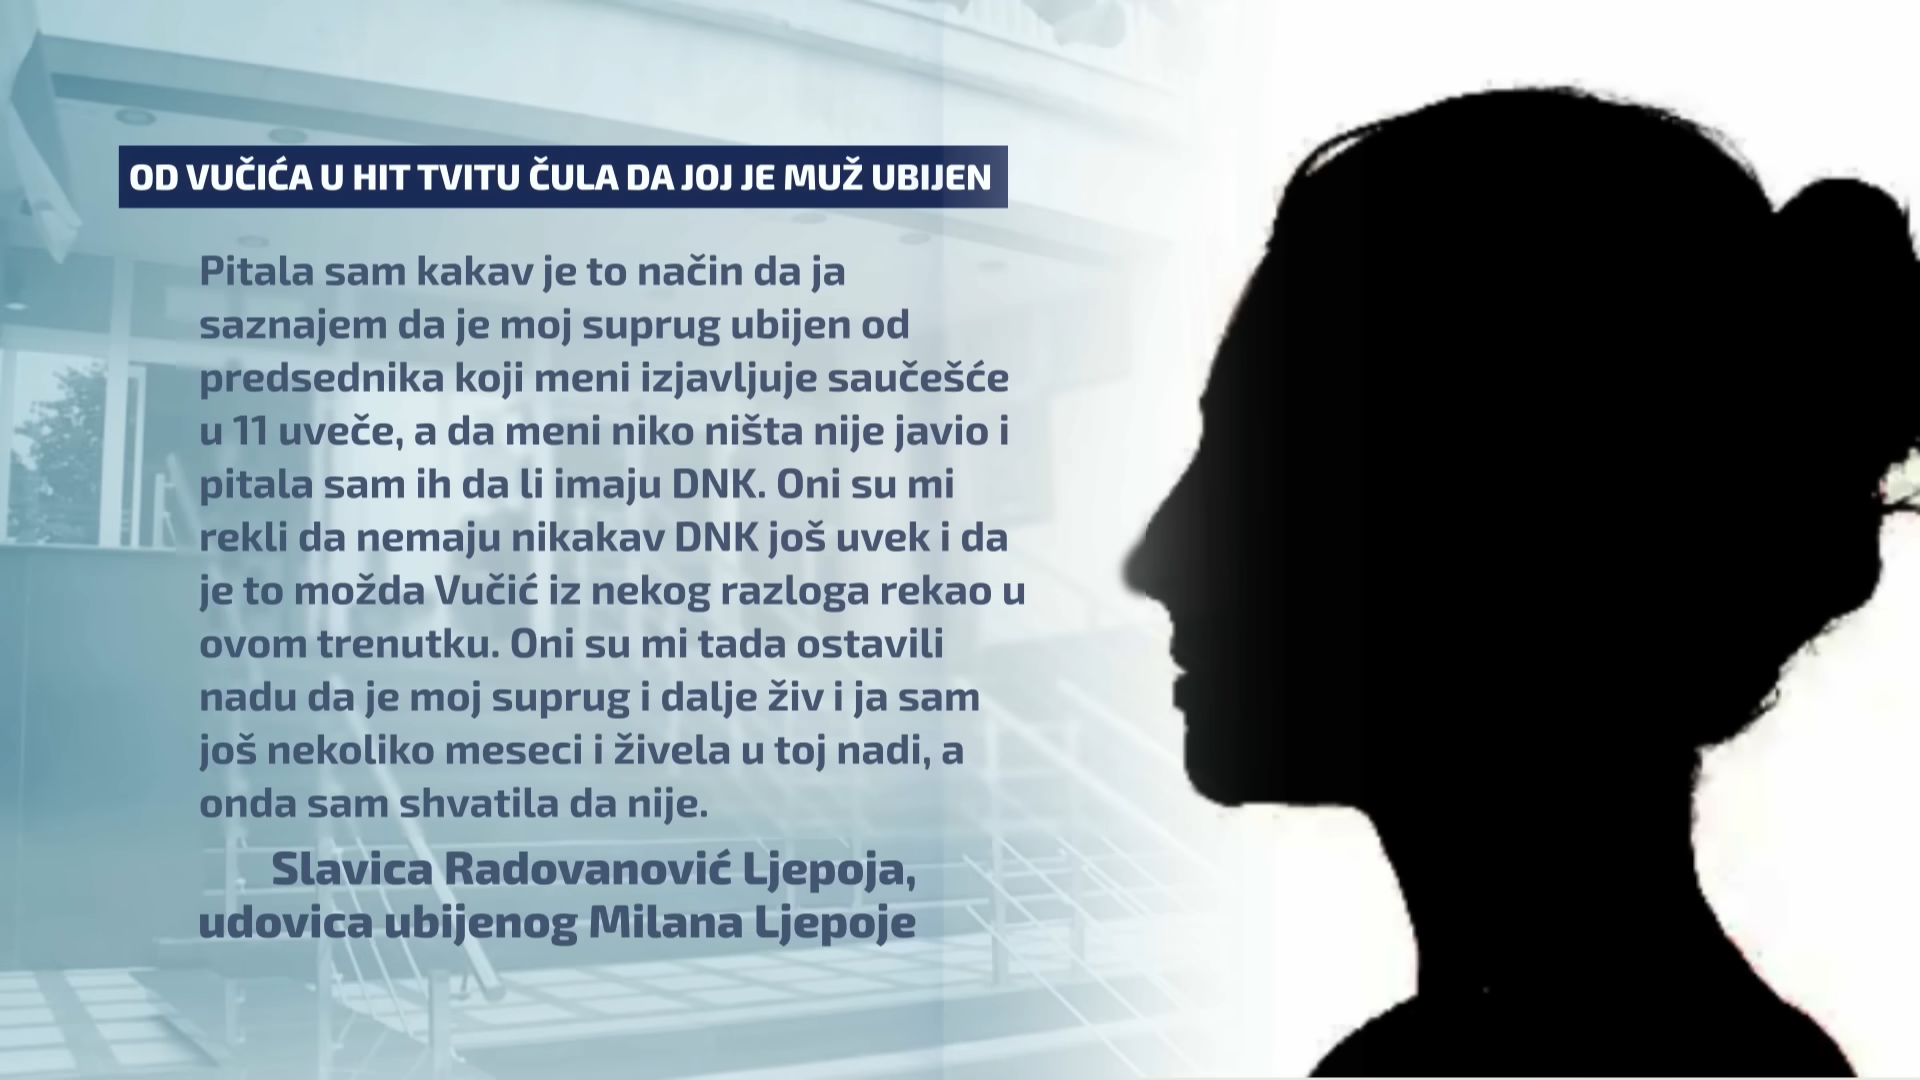 OD VUČIĆA U HIT TVITU ČULA DA JOJ JE MUŽ UBIJEN
Pitala sam kakav je to način da ja
saznajem da je moj suprug ubijen od
predsednika koji meni izjavljuje saučešće
u 11 uveče, a da meni niko ništa nije javio i
pitala sam ih da li imaju DNK. Oni su mi
rekli da nemaju nikakav DNK još uvek i da
je to možda Vučić iz nekog razloga rekao u
ovom trenutku. Oni su mi tada ostavili
nadu da je moj suprug i dalje živ i ja sam
još nekoliko meseci i živela u toj nadi, a
onda sam shvatila da nije.
Slavica Radovanović Ljepoja,
udovica ubijenog Milana Ljepoje